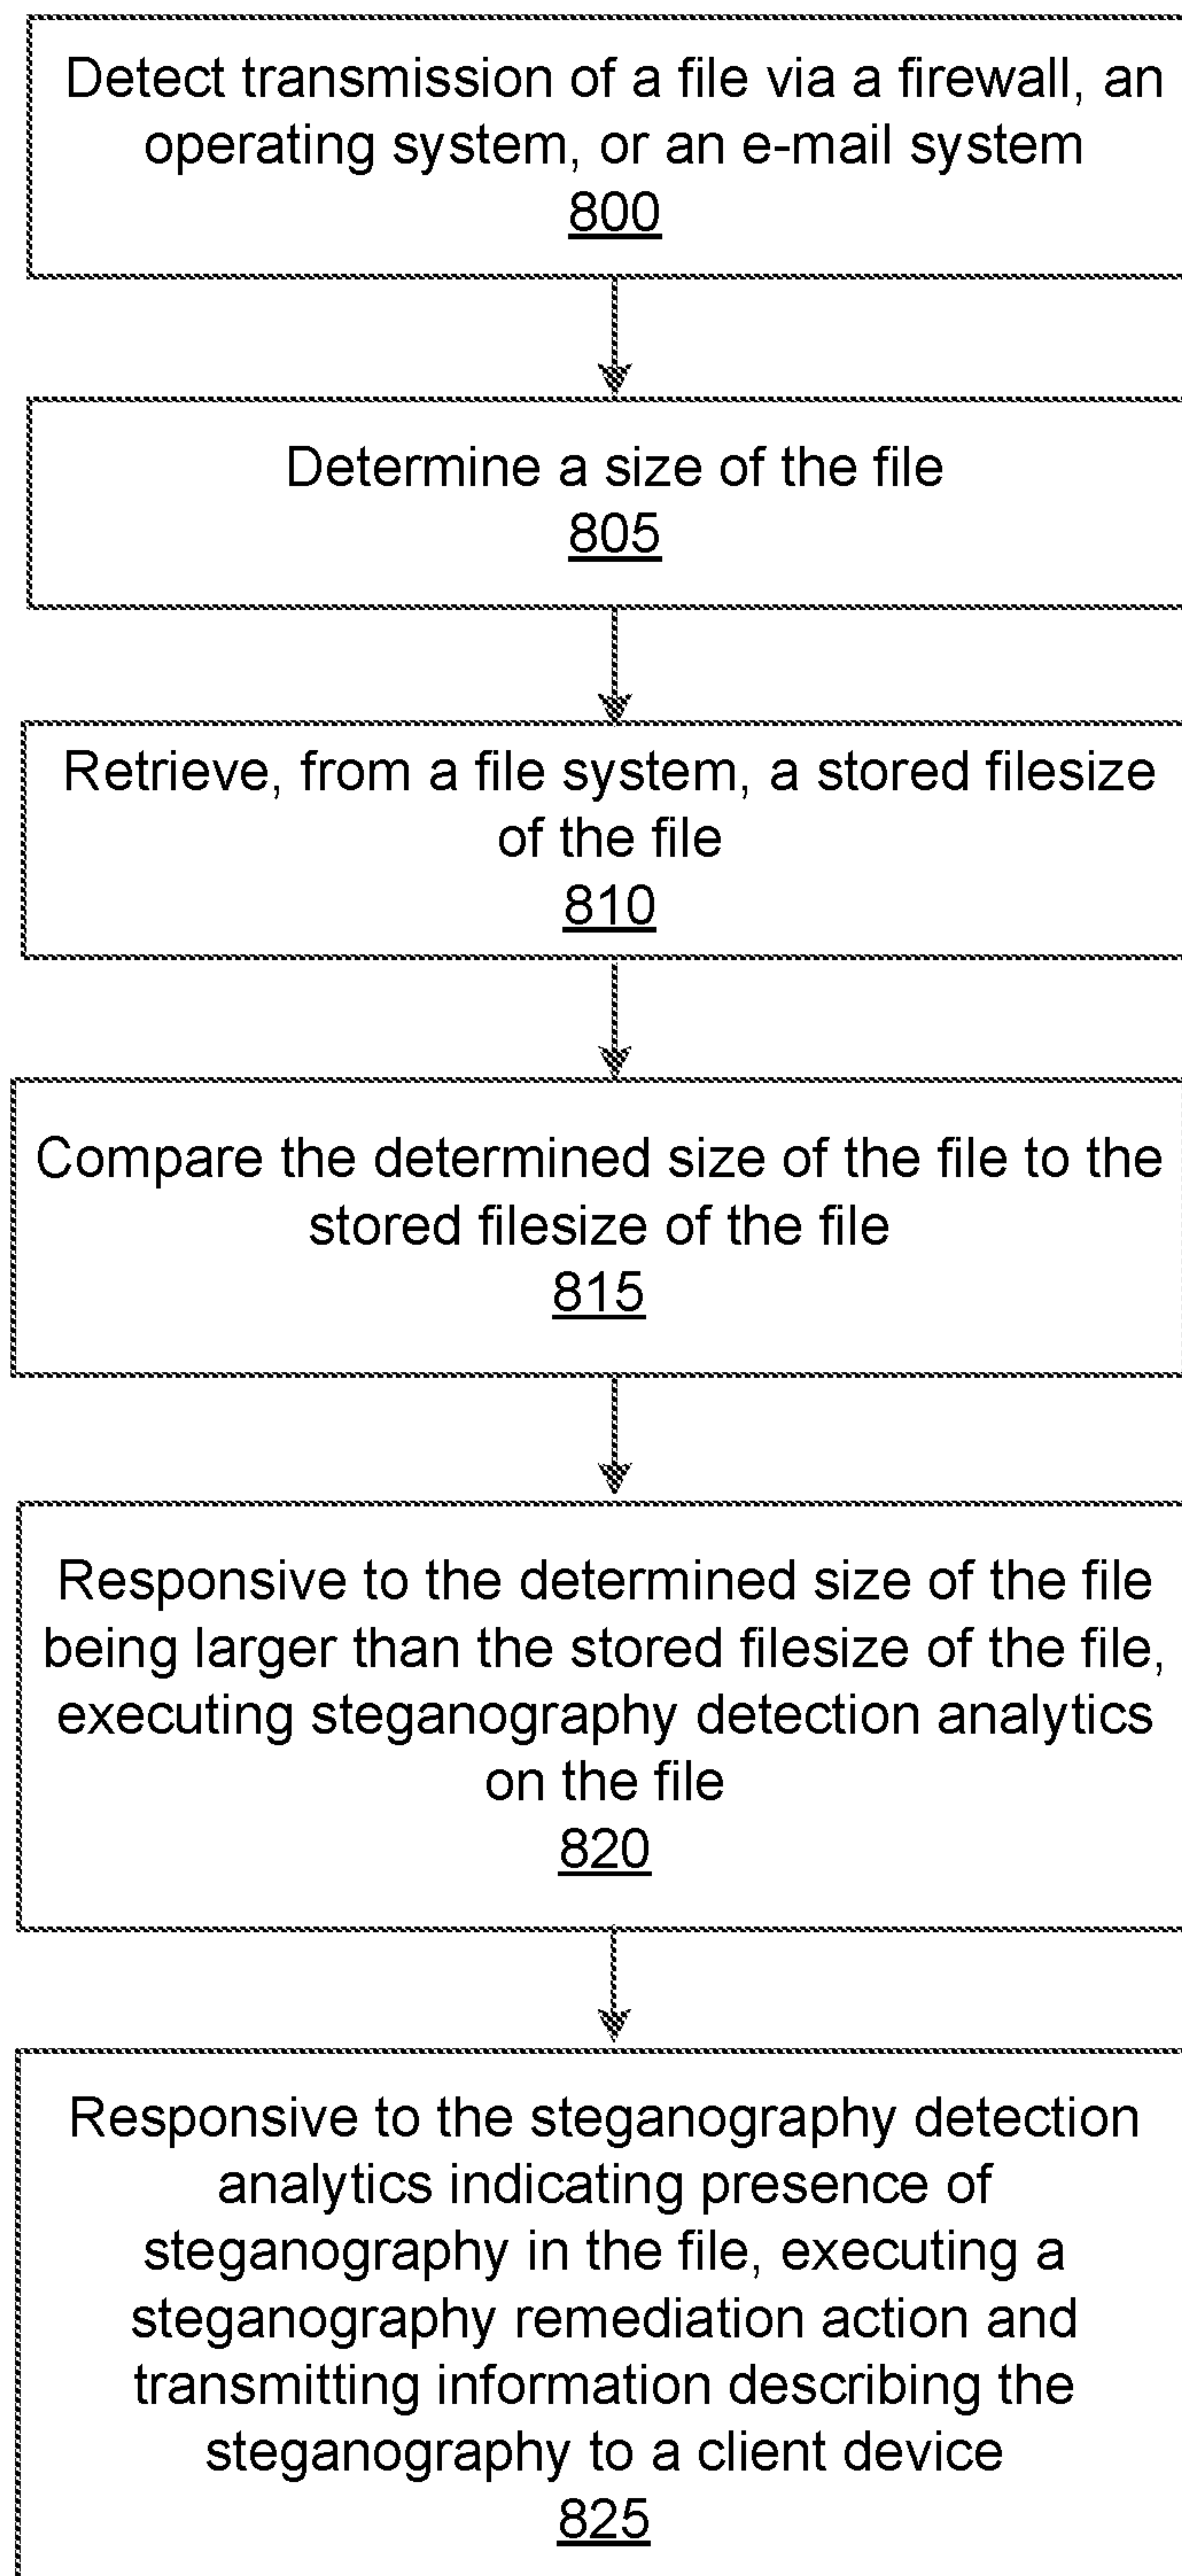 Detect transmission of a file via a firewall, an
operating system, or an e-mail system
800
Determine a size of the file
805
Retrieve, from a file system, a stored filesize
of the file
810
Compare the determined size of the file to the
stored filesize of the file
815
Responsive to the determined size of the file
being larger than the stored filesize of the file,
executing steganography detection analytics
on the file
820
Responsive to the steganography detection
analytics indicating presence of
steganography in the file, executing a
steganography remediation action and
transmitting information describing the
steganography to a client device
825